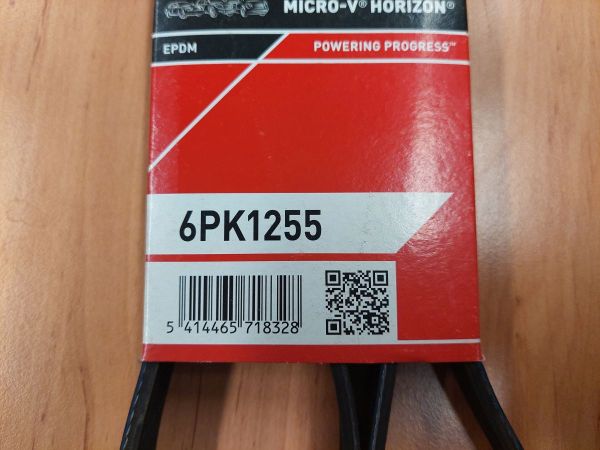 MICRO-V® HORIZON®
EPDM
POWERING PROGRESS™
6PK1255
5 414465 718328